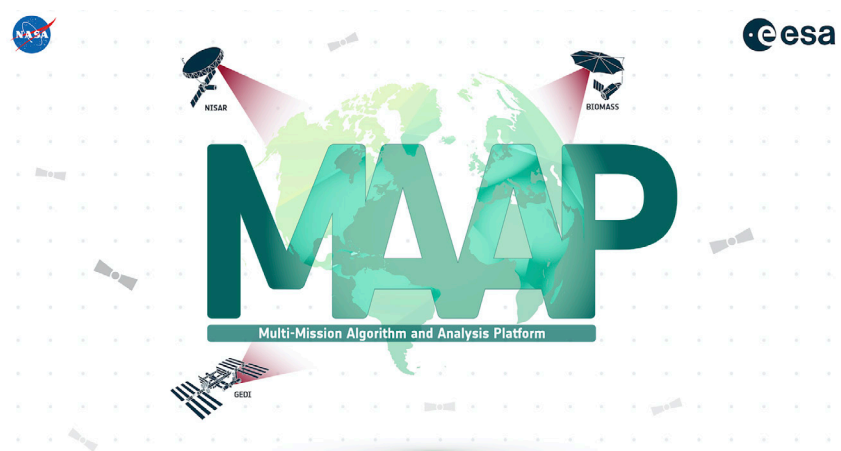 NASA
esa
NISAR
BIOMASS
MAAP
Multi-Mission Algorithm and Analysis Platform
GEDI